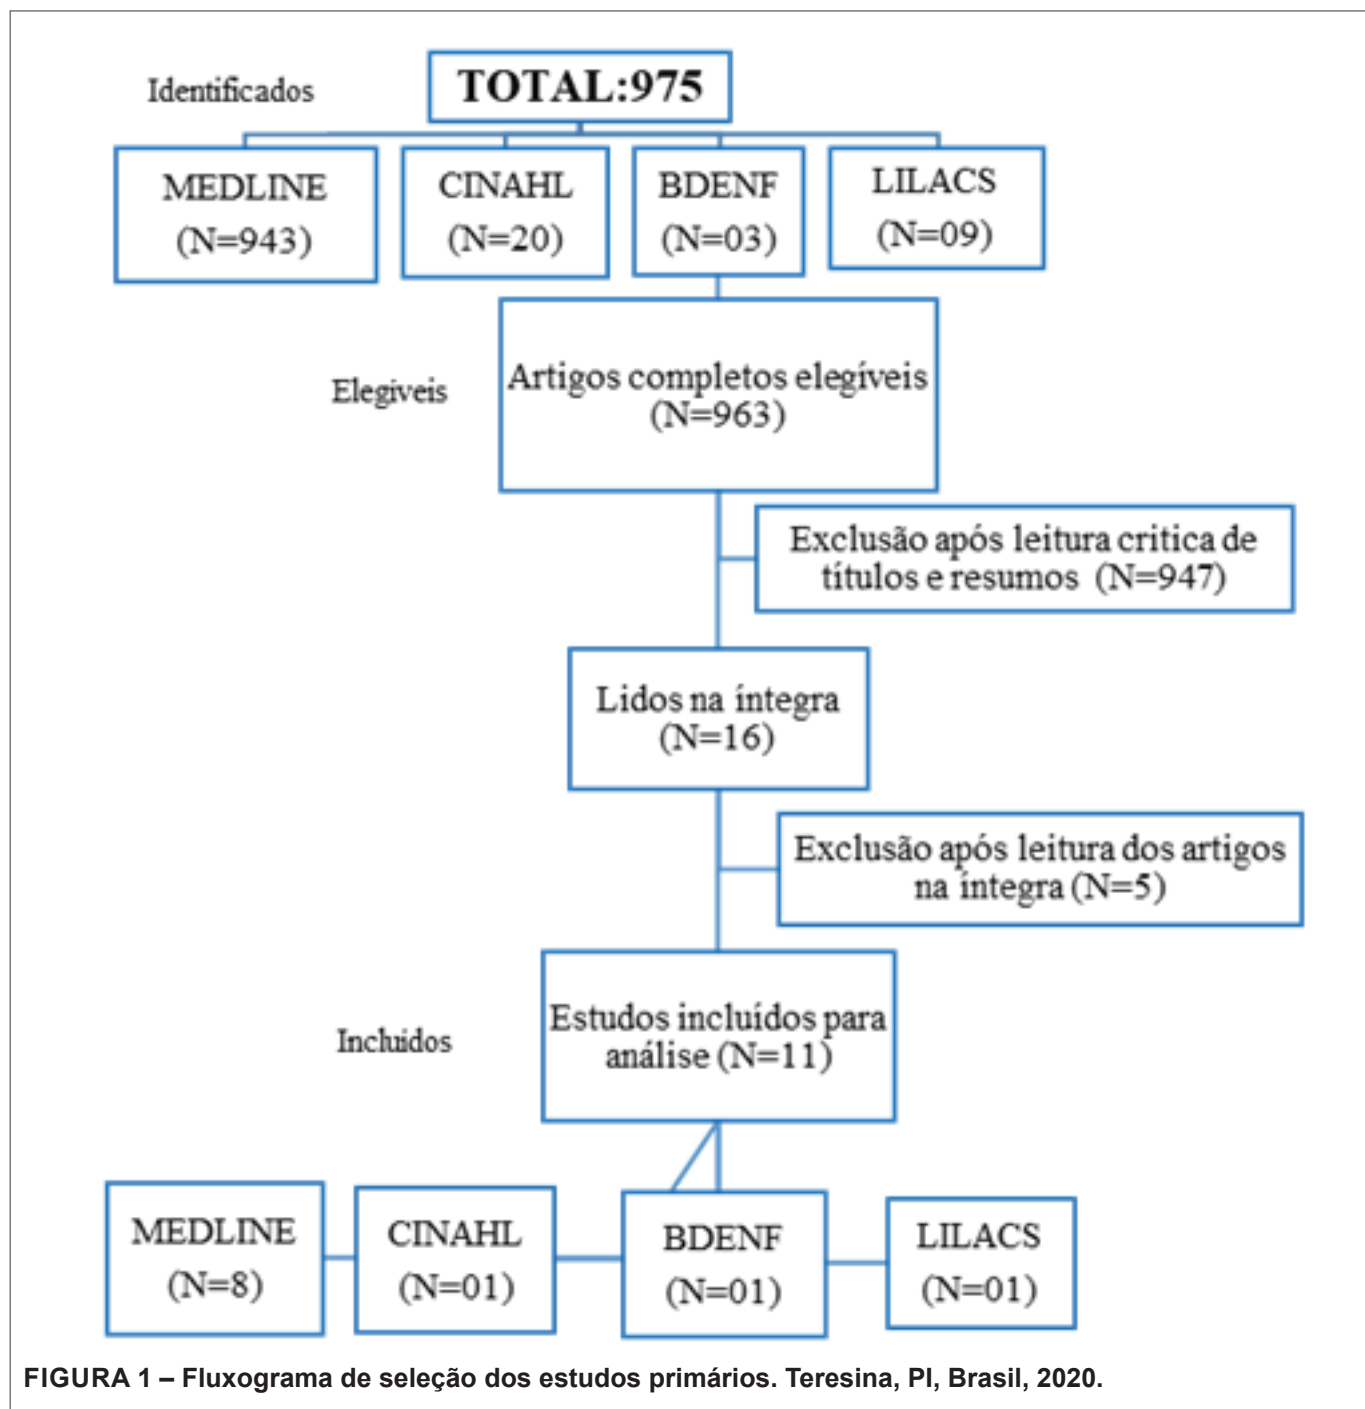 Identificados
TOTAL:975
MEDLINE
(N=943)
CINAHL
(N=20)
BDENF
(N=03)
LILACS
(N=09)
Elegiveis
Artigos completos elegíveis
(N=963)
Exclusão após leitura critica de
títulos e resumos (N=947)
Lidos na íntegra
(N=16)
Exclusão após leitura dos artigos
na íntegra (N=5)
Incluidos
Estudos incluídos para
análise (N=11)
MEDLINE
(N=8)
CINAHL
(N=01)
BDENF
(N=01)
LILACS
(N=01)
FIGURA 1 – Fluxograma de seleção dos estudos primários. Teresina, PI, Brasil, 2020.